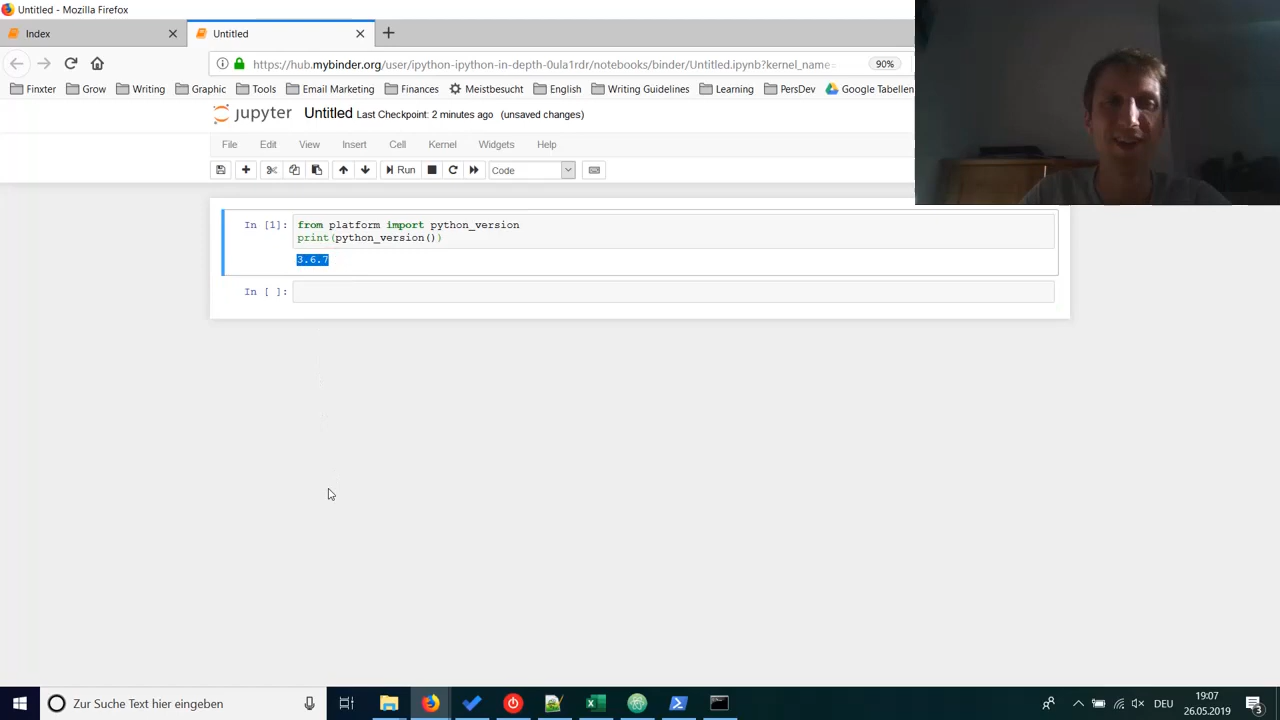 Untitled - Mozilla Firefox
Index
Untitled
https://hub.mybinder.org/user/ipython-ipython-in-depth-0ula1rdr/notebooks/binder/Untitled.ipynb?kernel_name=
90%
Finxter
Grow
Writing
Graphic
Tools
Email Marketing
Finances
Meistbesucht
English
Writing Guidelines
Learning
PersDev
Google Tabellen
jupyter
Untitled
Last Checkpoint: 2 minutes ago
(unsaved changes)
File
Edit
View
Insert
Cell
Kernel
Widgets
Help
Run
Code
In [1]:
from platform import python_version
print(python_version())
3.6.7
In [ ]:
Zur Suche Text hier eingeben
DEU
19:07
26.05.2019
3